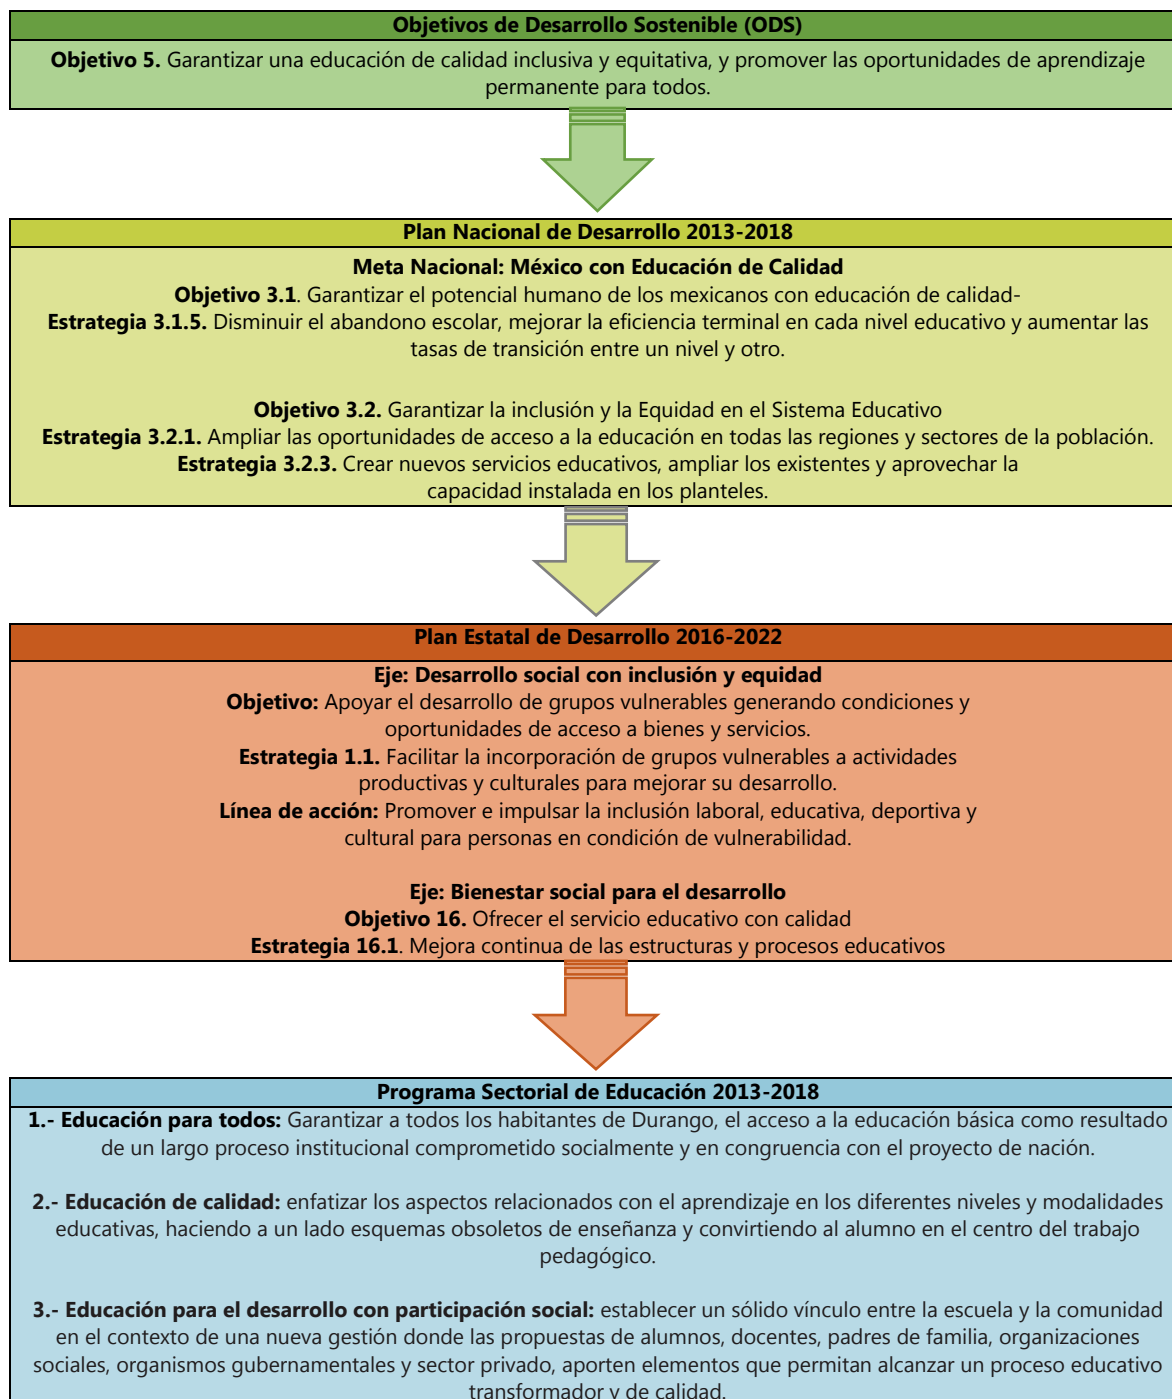 Objetivos de Desarrollo Sostenible (ODS)
Objetivo 5. Garantizar una educación de calidad inclusiva y equitativa, y promover las oportunidades de aprendizaje
permanente para todos.
Plan Nacional de Desarrollo 2013-2018
Meta Nacional: México con Educación de Calidad
Objetivo 3.1. Garantizar el potencial humano de los mexicanos con educación de calidad-
Estrategia 3.1.5. Disminuir el abandono escolar, mejorar la eficiencia terminal en cada nivel educativo y aumentar las
tasas de transición entre un nivel y otro.
Objetivo 3.2. Garantizar la inclusión y la Equidad en el Sistema Educativo
Estrategia 3.2.1. Ampliar las oportunidades de acceso a la educación en todas las regiones y sectores de la población.
Estrategia 3.2.3. Crear nuevos servicios educativos, ampliar los existentes y aprovechar la
capacidad instalada en los planteles.
Plan Estatal de Desarrollo 2016-2022
Eje: Desarrollo social con inclusión y equidad
Objetivo: Apoyar el desarrollo de grupos vulnerables generando condiciones y
oportunidades de acceso a bienes y servicios.
Estrategia 1.1. Facilitar la incorporación de grupos vulnerables a actividades
productivas y culturales para mejorar su desarrollo.
Línea de acción: Promover e impulsar la inclusión laboral, educativa, deportiva y
cultural para personas en condición de vulnerabilidad.
Eje: Bienestar social para el desarrollo
Objetivo 16. Ofrecer el servicio educativo con calidad
Estrategia 16.1. Mejora continua de las estructuras y procesos educativos
Programa Sectorial de Educación 2013-2018
1.- Educación para todos: Garantizar a todos los habitantes de Durango, el acceso a la educación básica como resultado
de un largo proceso institucional comprometido socialmente y en congruencia con el proyecto de nación.
2.- Educación de calidad: enfatizar los aspectos relacionados con el aprendizaje en los diferentes niveles y modalidades
educativas, haciendo a un lado esquemas obsoletos de enseñanza y convirtiendo al alumno en el centro del trabajo
pedagógico.
3.- Educación para el desarrollo con participación social: establecer un sólido vínculo entre la escuela y la comunidad
en el contexto de una nueva gestión donde las propuestas de alumnos, docentes, padres de familia, organizaciones
sociales, organismos gubernamentales y sector privado, aporten elementos que permitan alcanzar un proceso educativo
transformador y de calidad.